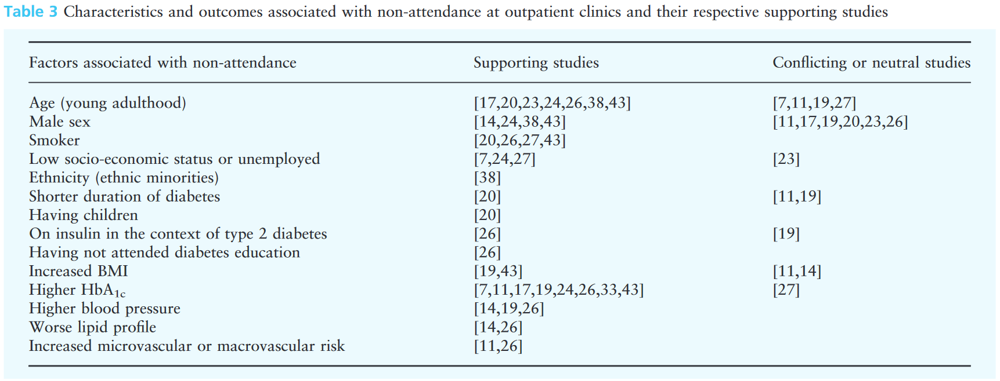 Table 3 Characteristics and outcomes associated with non-attendance at outpatient clinics and their respective supporting studies
Factors associated with non-attendance Supporting studies Conflicting or neutral studies
Age (young adulthood) [17,20,23,24,26,38,43] [7,11,19,27]
Male sex [14,24,38,43] [11,17,19,20,23,26]
Smoker [20,26,27,43]
Low socio-economic status or unemployed [7,24,27] [23]
Ethnicity (ethnic minorities) [38]
Shorter duration of diabetes [20] [11,19]
Having children [20]
On insulin in the context of type 2 diabetes [26] [19]
Having not attended diabetes education [26]
Increased BMI [19,43] [11,14]
Higher HbA1c [7,11,17,19,24,26,33,43] [27]
Higher blood pressure [14,19,26]
Worse lipid profile [14,26]
Increased microvascular or macrovascular risk [11,26]